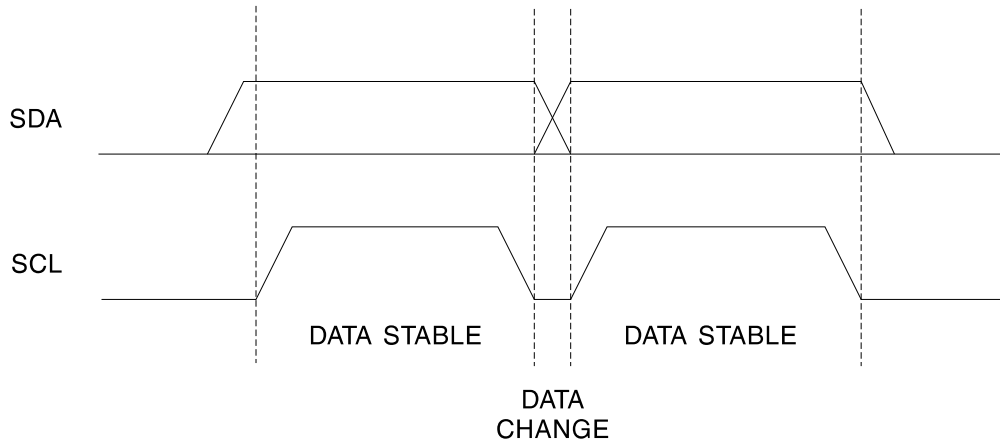 SDA
SCL
DATA STABLE
DATA STABLE
DATA
CHANGE